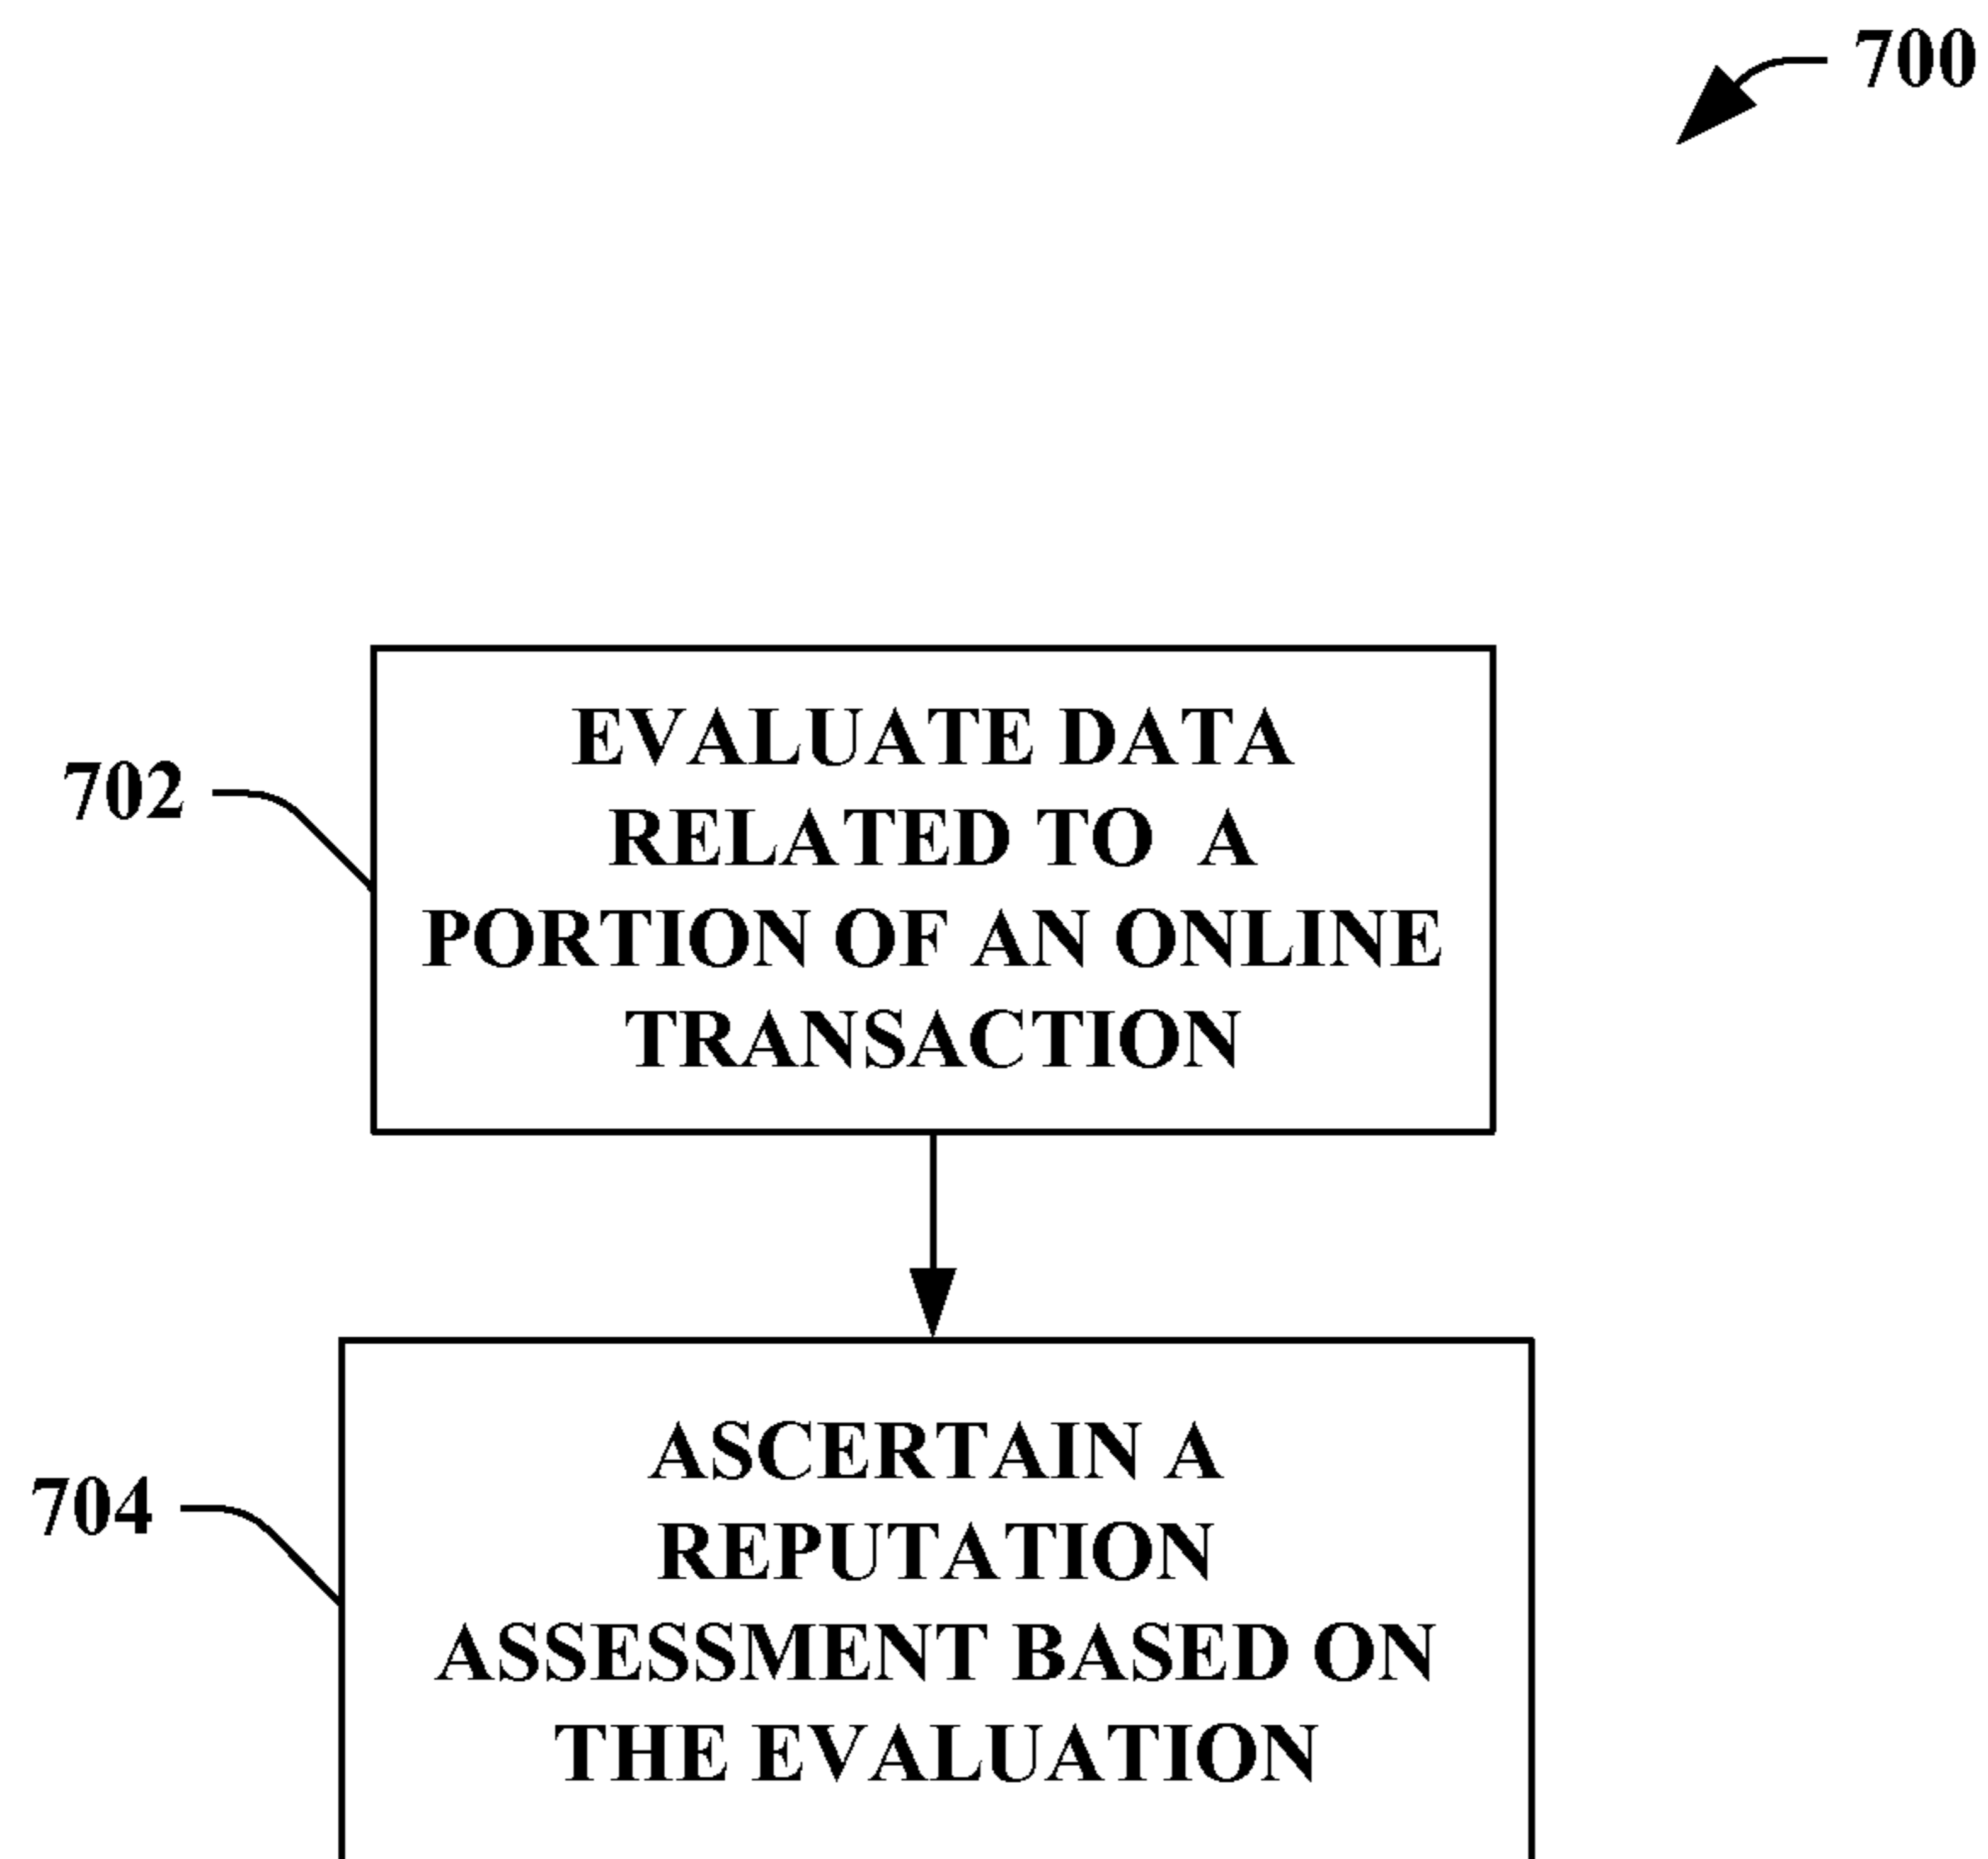 700
702
EVALUATE DATA
RELATED TO A
PORTION OF AN ONLINE
TRANSACTION
704
ASCERTAIN A
REPUTATION
ASSESSMENT BASED ON
THE EVALUATION